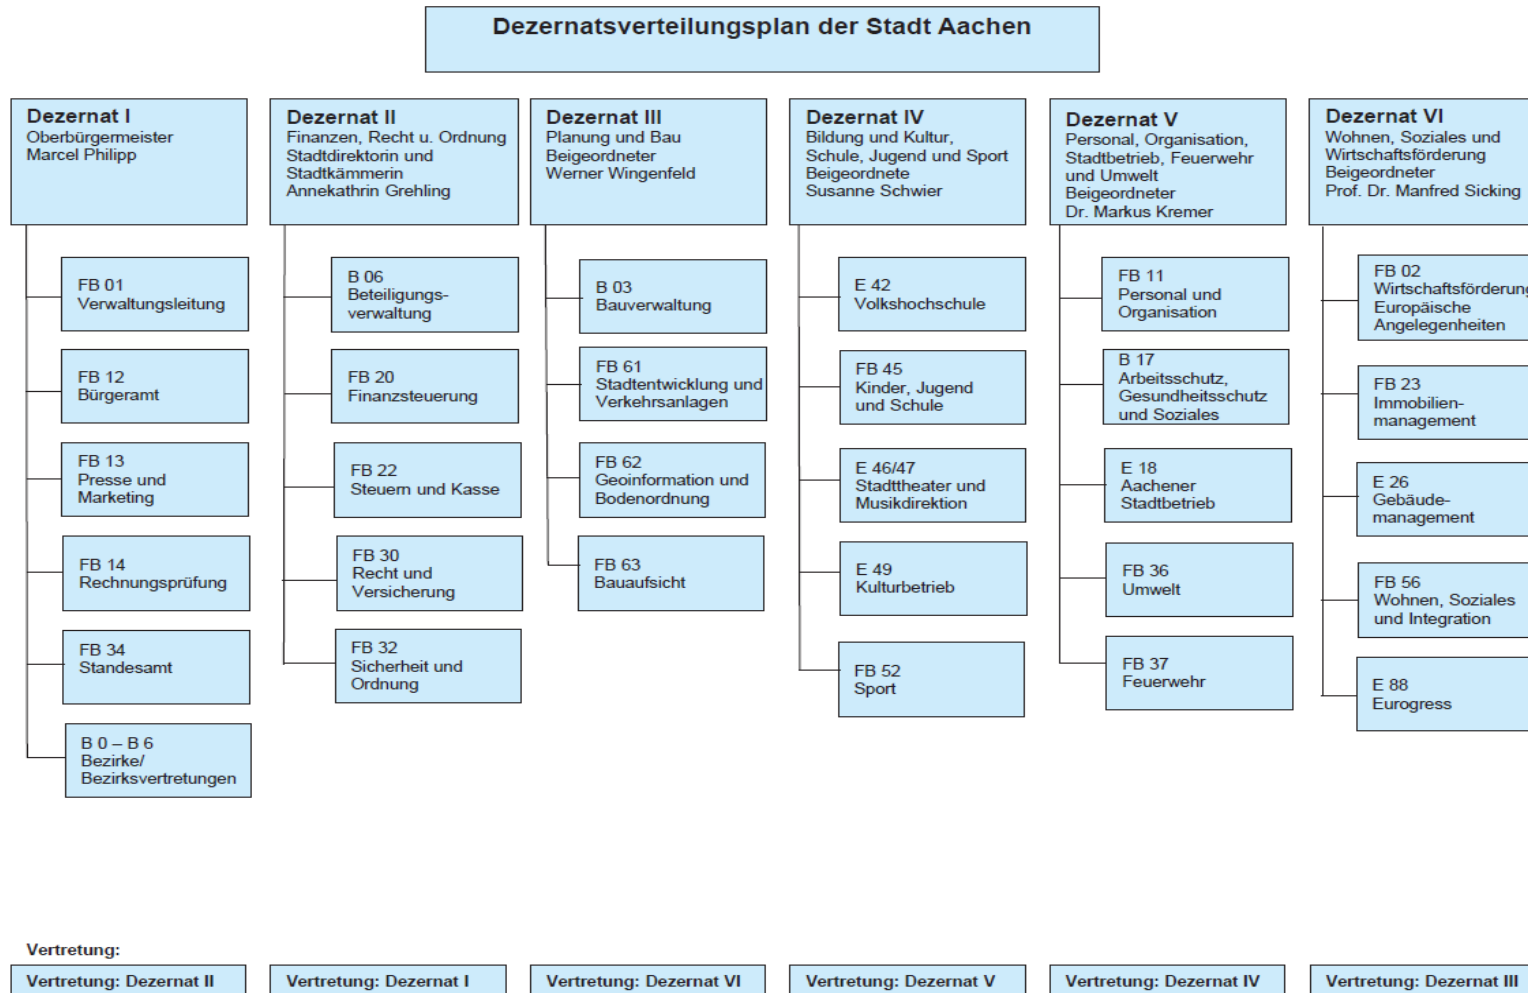 Dezernatsverteilungsplan der Stadt Aachen
Dezernat I
Oberbürgermeister
Marcel Philipp
FB 01
Verwaltungsleitung
FB 12
Bürgeramt
FB 13
Presse und
Marketing
FB 14
Rechnungsprüfung
FB 34
Standesamt
B 0 – B 6
Bezirke/
Bezirksvertretungen
Dezernat II
Finanzen, Recht u. Ordnung
Stadtdirektorin und
Stadtkämmerin
Annekathrin Grehling
B 06
Beteiligungs-
verwaltung
FB 20
Finanzsteuerung
FB 22
Steuern und Kasse
FB 30
Recht und
Versicherung
FB 32
Sicherheit und
Ordnung
Dezernat III
Planung und Bau
Beigeordneter
Werner Wingenfeld
B 03
Bauverwaltung
FB 61
Stadtentwicklung und
Verkehrsanlagen
FB 62
Geoinformation und
Bodenordnung
FB 63
Bauaufsicht
Dezernat IV
Bildung und Kultur,
Schule, Jugend und Sport
Beigeordnete
Susanne Schwier
E 42
Volkshochschule
FB 45
Kinder, Jugend
und Schule
E 46/47
Stadttheater und
Musikdirektion
E 49
Kulturbetrieb
FB 52
Sport
Dezernat V
Personal, Organisation,
Stadtbetrieb, Feuerwehr
und Umwelt
Beigeordneter
Dr. Markus Kremer
FB 11
Personal und
Organisation
B 17
Arbeitsschutz,
Gesundheitsschutz
und Soziales
E 18
Aachener
Stadtbetrieb
FB 36
Umwelt
FB 37
Feuerwehr
Dezernat VI
Wohnen, Soziales und
Wirtschaftsförderung
Beigeordneter
Prof. Dr. Manfred Sicking
FB 02
Wirtschaftsförderung
Europäische
Angelegenheiten
FB 23
Immobilien-
management
E 26
Gebäude-
management
FB 56
Wohnen, Soziales
und Integration
E 88
Eurogress
Vertretung:
Vertretung: Dezernat II
Vertretung: Dezernat I
Vertretung: Dezernat VI
Vertretung: Dezernat V
Vertretung: Dezernat IV
Vertretung: Dezernat III